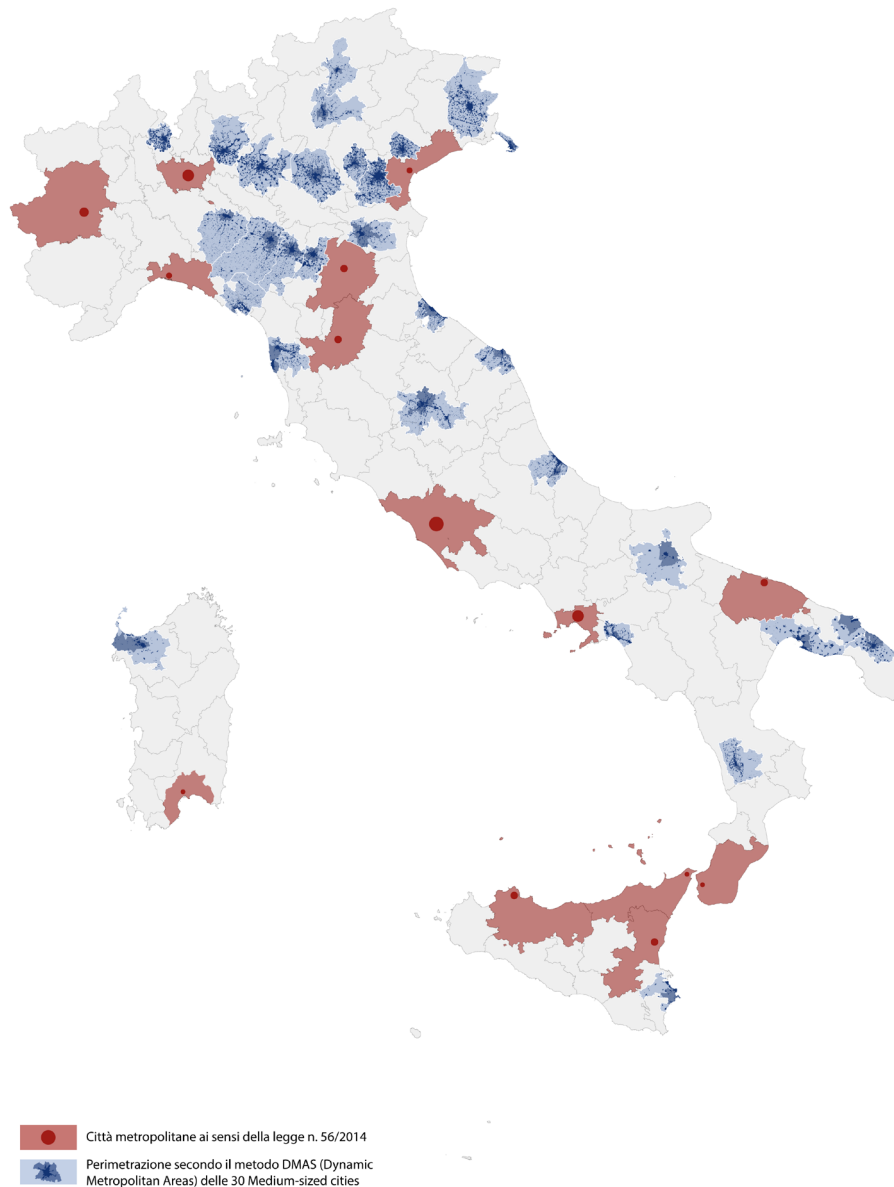 Città metropolitane ai sensi della legge n. 56/2014
Perimetrazione secondo il metodo DMAS (Dynamic
Metropolitan Areas) delle 30 Medium-sized cities